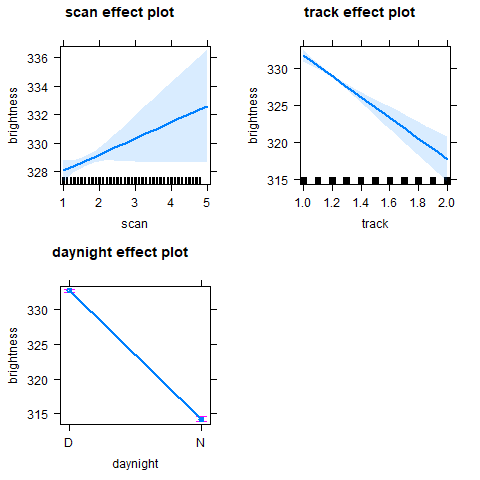 scan effect plot
brightness
336
334
332
330
328
1 2 3 4 5
scan
track effect plot
brightness
330
325
320
315
1.0 1.2 1.4 1.6 1.8 2.0
track
daynight effect plot
brightness
330
325
320
315
D N
daynight